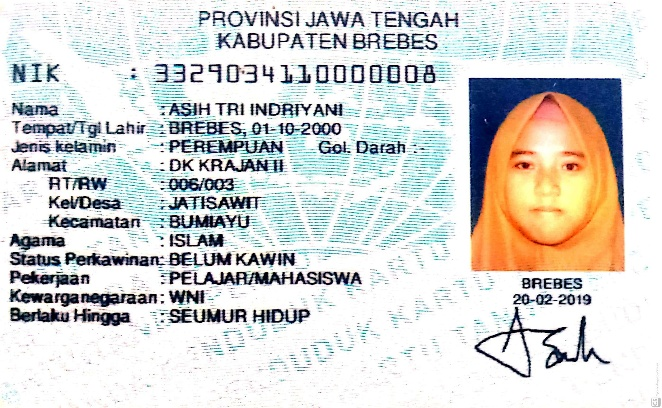 PROVINSI JAWA TENGAH
KABUPATEN BREBES
NIK : 3329034110000008
Nama : ASIH TRI INDRIYANI
Tempat/Tgl Lahir : BREBES, 01-10-2000
Jenis kelamin : PEREMPUAN Gol. Darah :-
Alamat : DK KRAJAN II
RT/RW : 006/003
Kel/Desa : JATISAWIT
Kecamatan : BUMIAYU
Agama : ISLAM
Status Perkawinan: BELUM KAWIN
Pekerjaan : PELAJAR/MAHASISWA
Kewarganegaraan: WNI
Berlaku Hingga : SEUMUR HIDUP
BREBES
20-02-2019